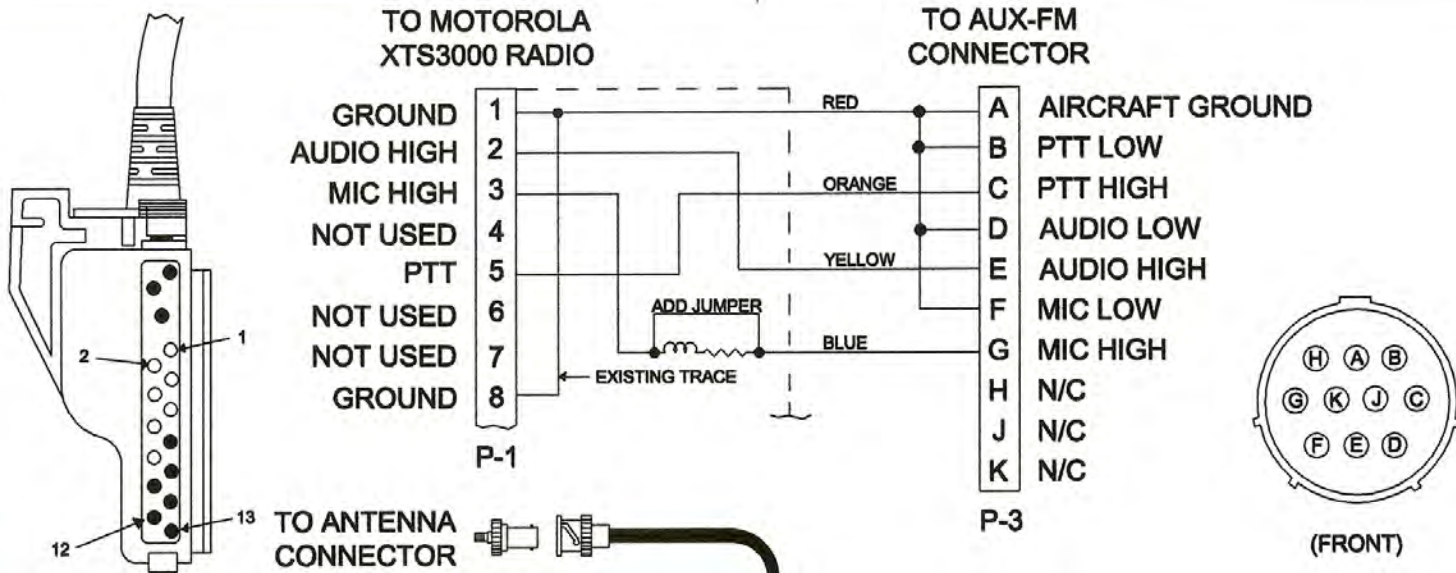 TO MOTOROLA
XTS3000 RADIO
TO AUX-FM
CONNECTOR
GROUND 1
AUDIO HIGH 2
MIC HIGH 3
NOT USED 4
PTT 5
NOT USED 6
NOT USED 7
GROUND 8
P-1
RED
ORANGE
YELLOW
ADD JUMPER
BLUE
EXISTING TRACE
A AIRCRAFT GROUND
B PTT LOW
C PTT HIGH
D AUDIO LOW
E AUDIO HIGH
F MIC LOW
G MIC HIGH
H N/C
J N/C
K N/C
P-3
1
2
12
13
TO ANTENNA
CONNECTOR
H A B
G K J C
F E D
(FRONT)